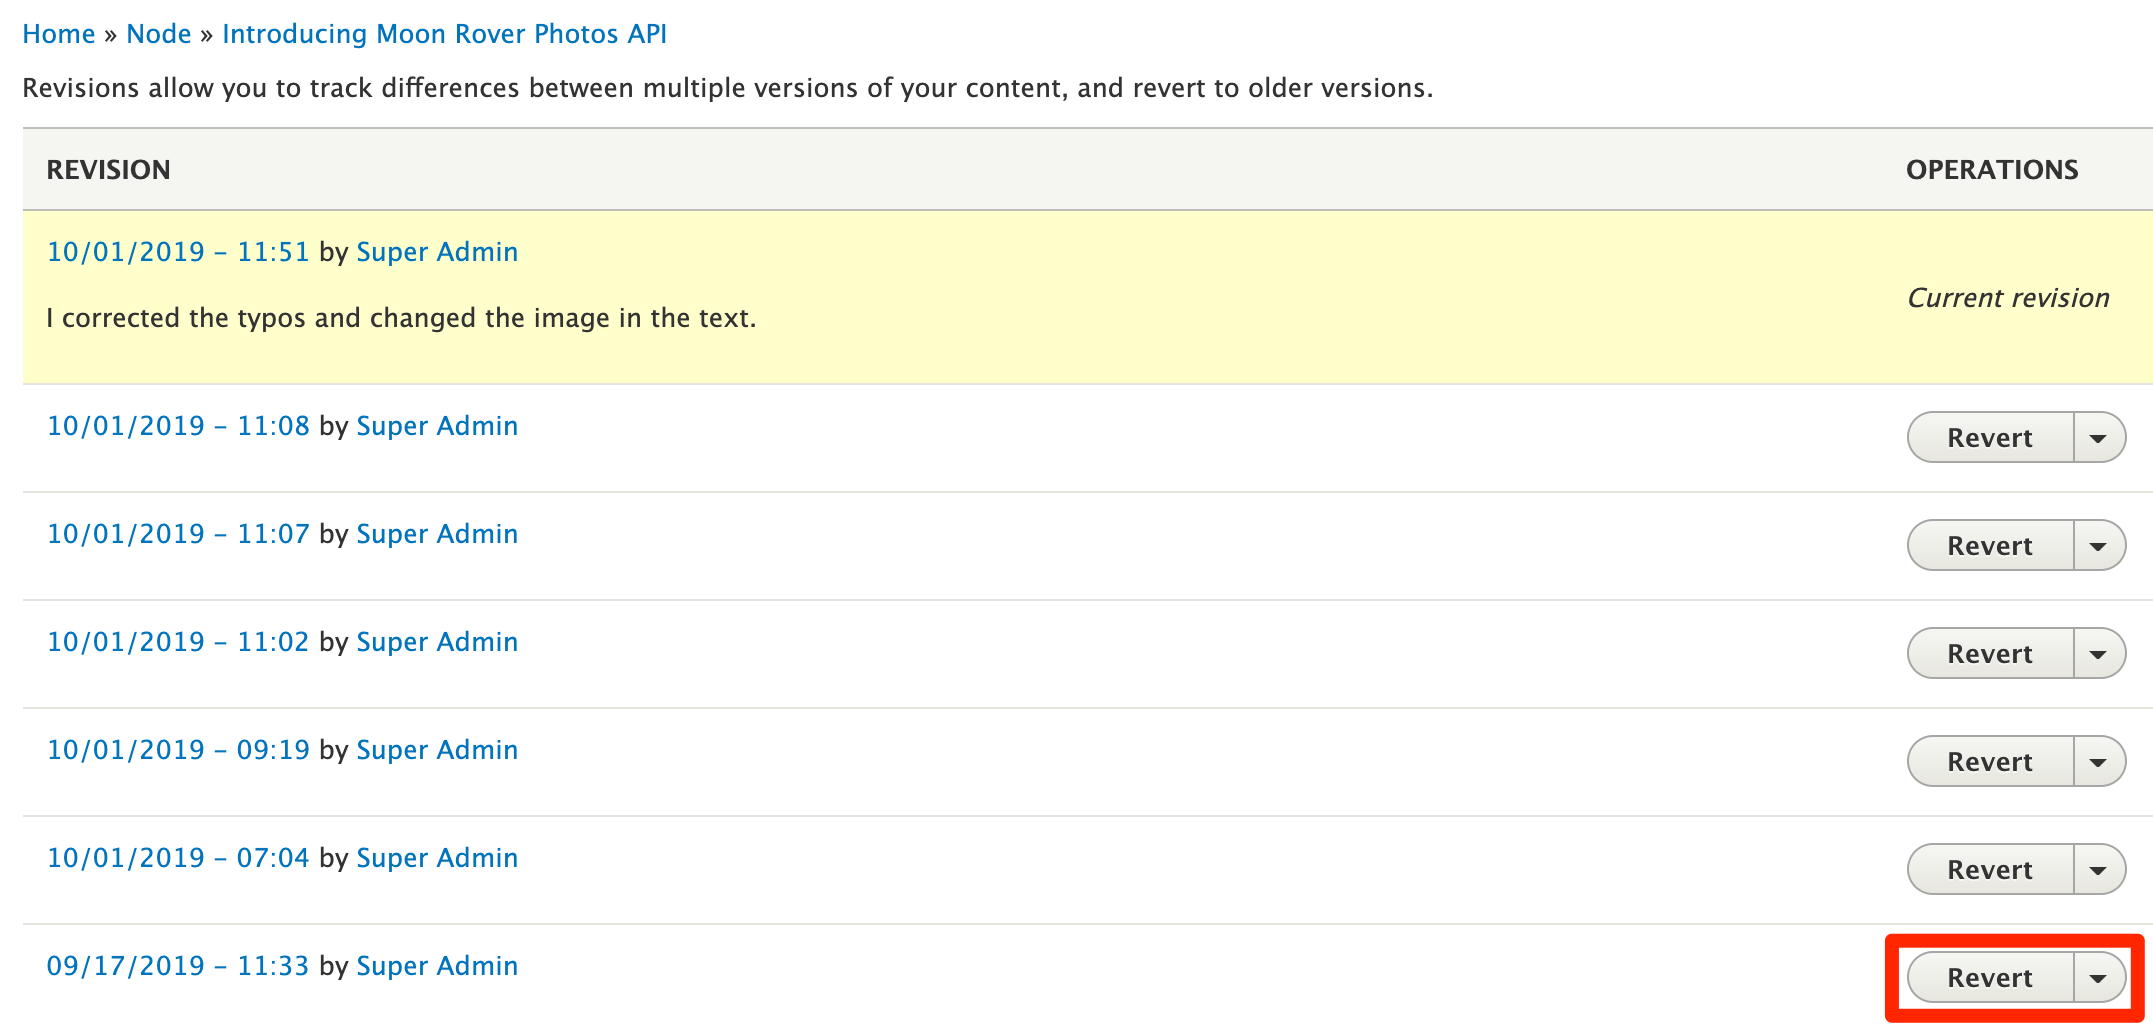 Home » Node » Introducing Moon Rover Photos API
Revisions allow you to track differences between multiple versions of your content, and revert to older versions.
REVISION OPERATIONS
10/01/2019 – 11:51 by Super Admin
Current revision
I corrected the typos and changed the image in the text.
10/01/2019 – 11:08 by Super Admin Revert
10/01/2019 – 11:07 by Super Admin Revert
10/01/2019 – 11:02 by Super Admin Revert
10/01/2019 – 09:19 by Super Admin Revert
10/01/2019 – 07:04 by Super Admin Revert
09/17/2019 – 11:33 by Super Admin Revert